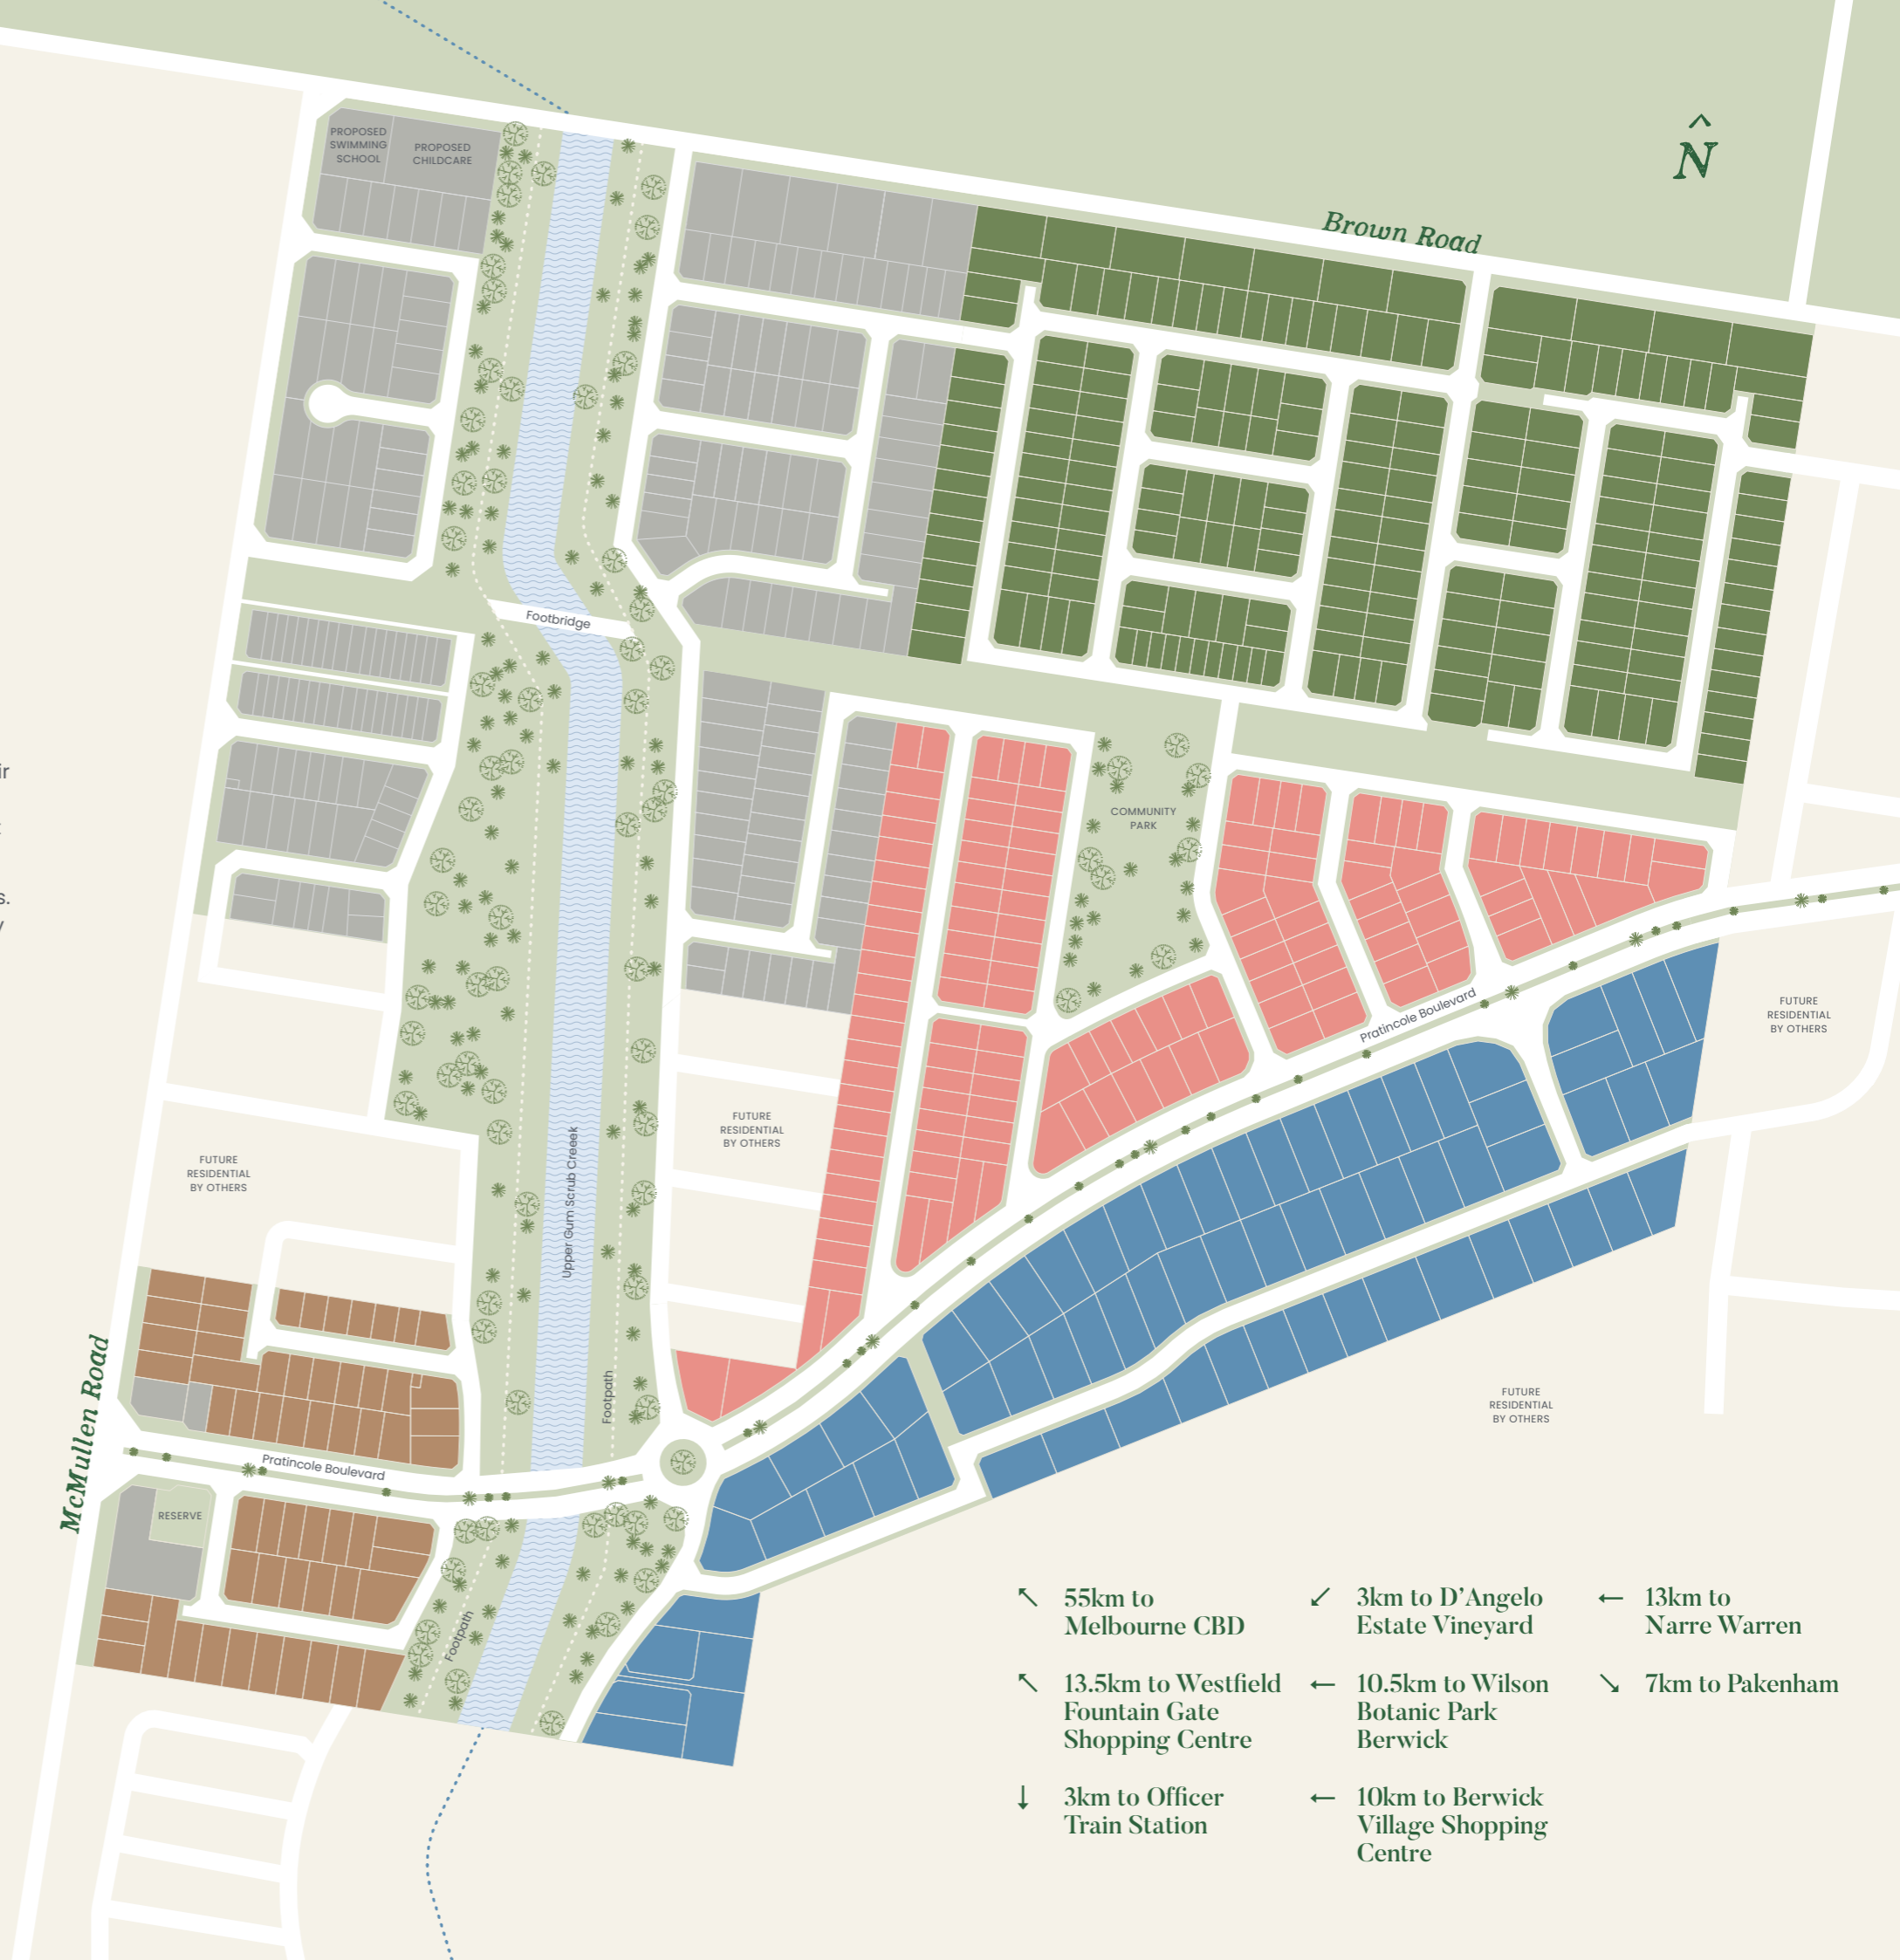 N
Brown Road
PROPOSED
SWIMMING
SCHOOL
PROPOSED
CHILDCARE
Footbridge
ir
s.
y
COMMUNITY
PARK
Pratincole Boulevard
FUTURE
RESIDENTIAL
BY OTHERS
FUTURE
RESIDENTIAL
BY OTHERS
FUTURE
RESIDENTIAL
BY OTHERS
Upper Gum Scrub Creeek
McMullen Road
Footpath
FUTURE
RESIDENTIAL
BY OTHERS
Pratincole Boulevard
RESERVE
Footpath
55km to
Melbourne CBD
13.5km to Westfield
Fountain Gate
Shopping Centre
3km to Officer
Train Station
3km to D’Angelo
Estate Vineyard
10.5km to Wilson
Botanic Park
Berwick
10km to Berwick
Village Shopping
Centre
13km to
Narre Warren
7km to Pakenham